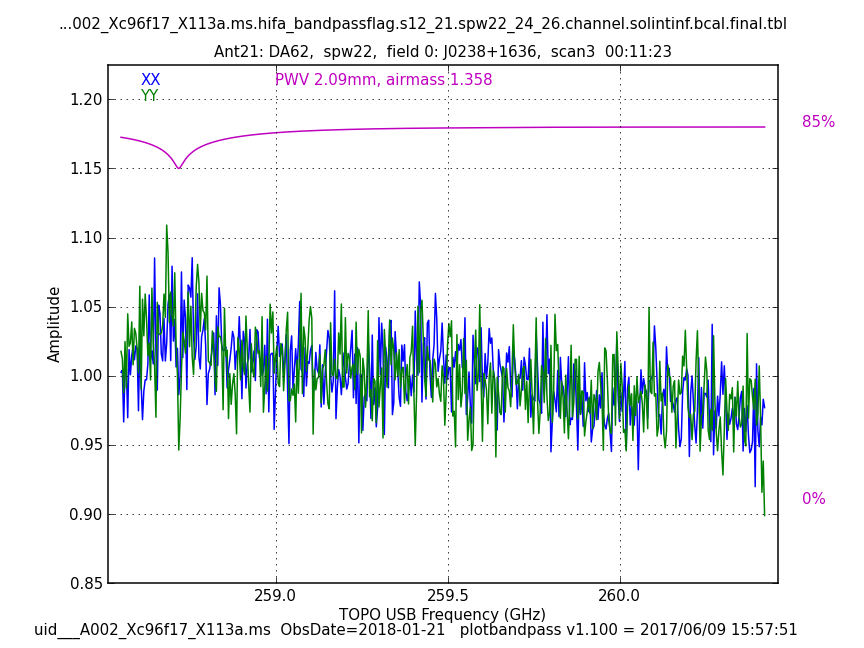 ...002_Xc96f17_X113a.ms.hifa_bandpassflag.s12_21.spw22_24_26.channel.solintinf.bcal.final.tbl
Ant21: DA62, spw22, field 0: J0238+1636, scan3 00:11:23
XX
PWV 2.09mm, airmass 1.358
YY
1.20
85%
1.15
1.10
1.05
Amplitude
1.00
0.95
0%
0.90
0.85
259.0
259.5
260.0
TOPO USB Frequency (GHz)
uid___A002_Xc96f17_X113a.ms ObsDate=2018-01-21 plotbandpass v1.100 = 2017/06/09 15:57:51